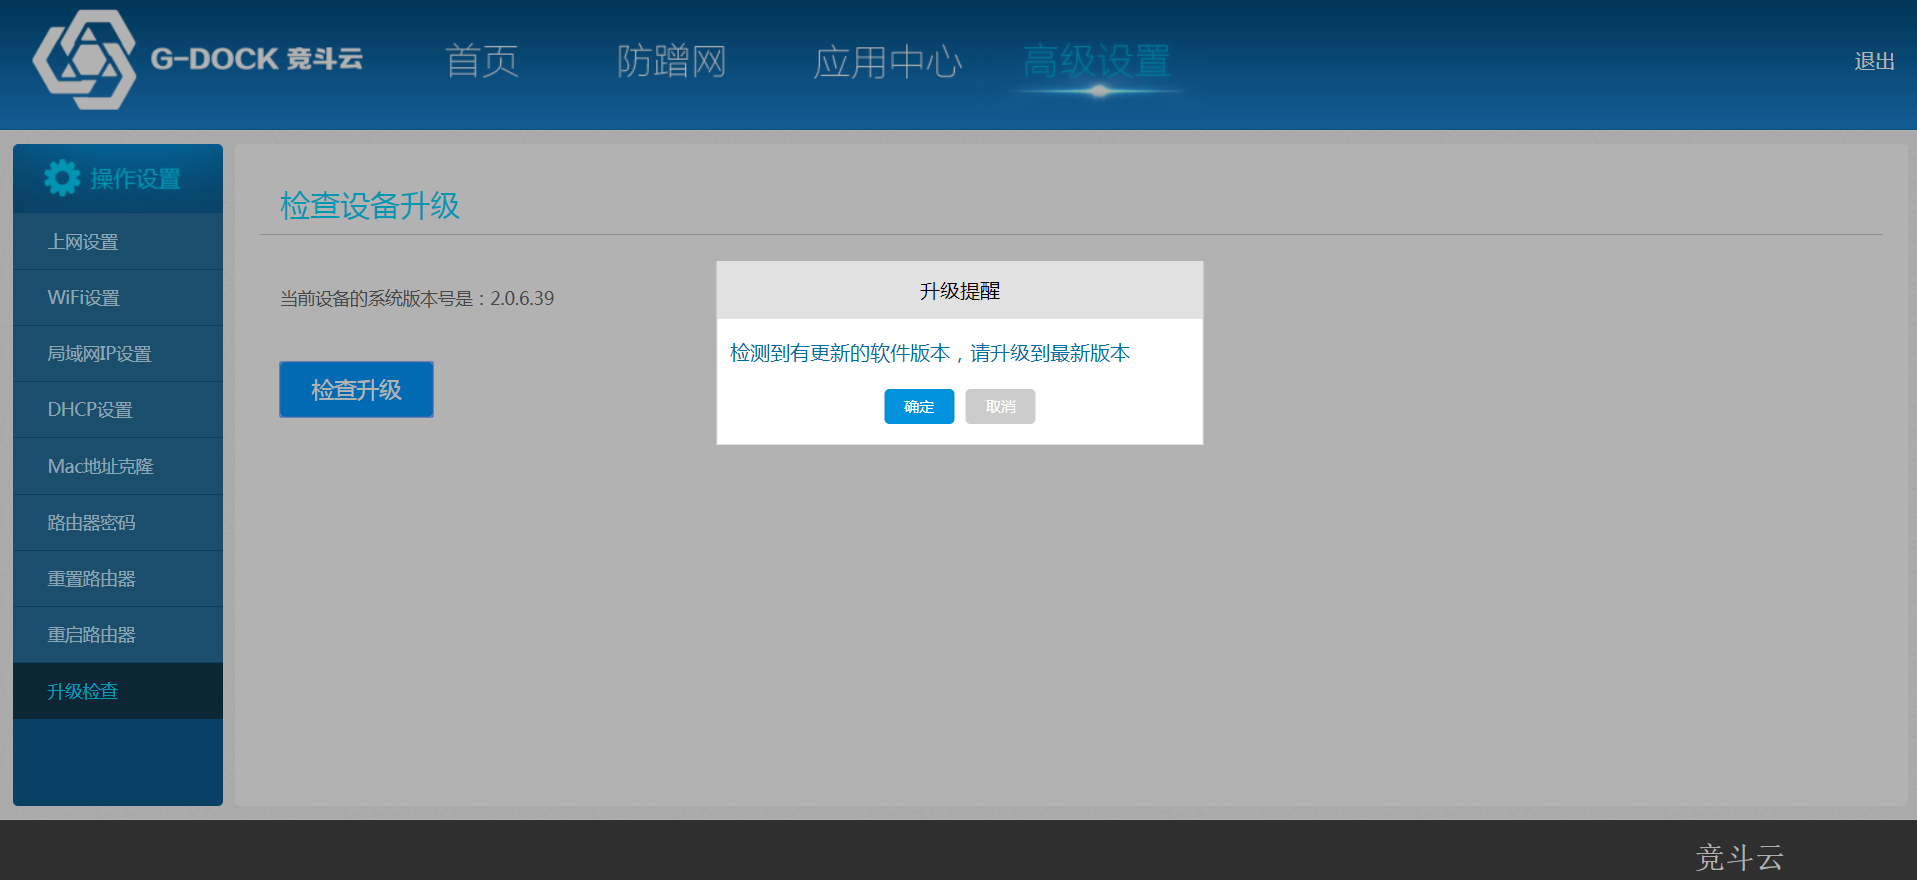 G-DOCK 竞斗云
首页
防蹭网
应用中心
高级设置
退出
操作设置
上网设置
WiFi设置
局域网IP设置
DHCP设置
Mac地址克隆
路由器密码
重置路由器
重启路由器
升级检查
检查设备升级
当前设备的系统版本号是：2.0.6.39
检查升级
升级提醒
检测到有更新的软件版本，请升级到最新版本
确定
取消
竞斗云